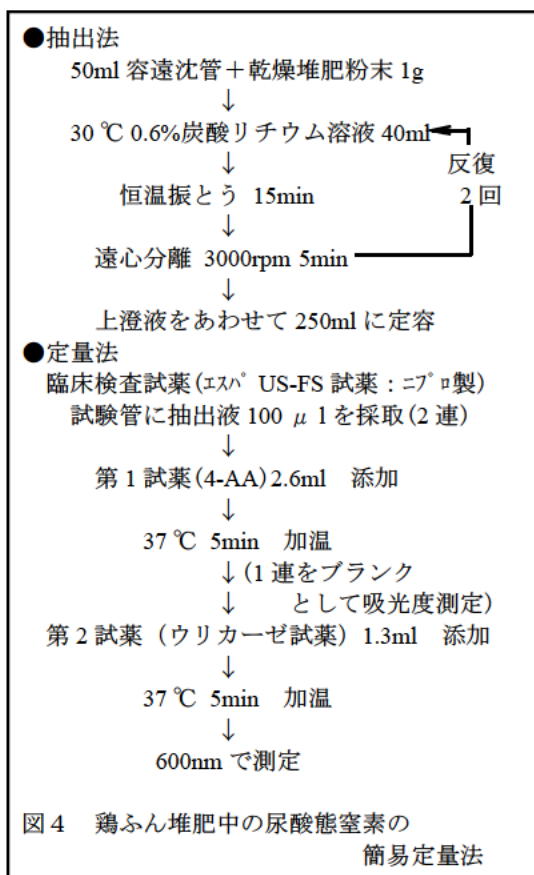 ●抽出法
50ml 容遠沈管＋乾燥堆肥粉末 1g
↓
30 ℃ 0.6%炭酸リチウム溶液 40ml
↓ 反復
恒温振とう 15min 2 回
↓
遠心分離 3000rpm 5min
↓
上澄液をあわせて 250ml に定容
●定量法
臨床検査試薬(ｴｽﾊﾟ US-FS 試薬：ﾆﾌﾟﾛ製)
試験管に抽出液 100 μ l を採取(2 連)
↓
第 1 試薬(4-AA) 2.6ml 添加
↓
37 ℃ 5min 加温
↓(1 連をブランク
↓ として吸光度測定)
第 2 試薬（ウリカーゼ試薬）1.3ml 添加
↓
37 ℃ 5min 加温
↓
600nm で測定
図４ 鶏ふん堆肥中の尿酸態窒素の
簡易定量法